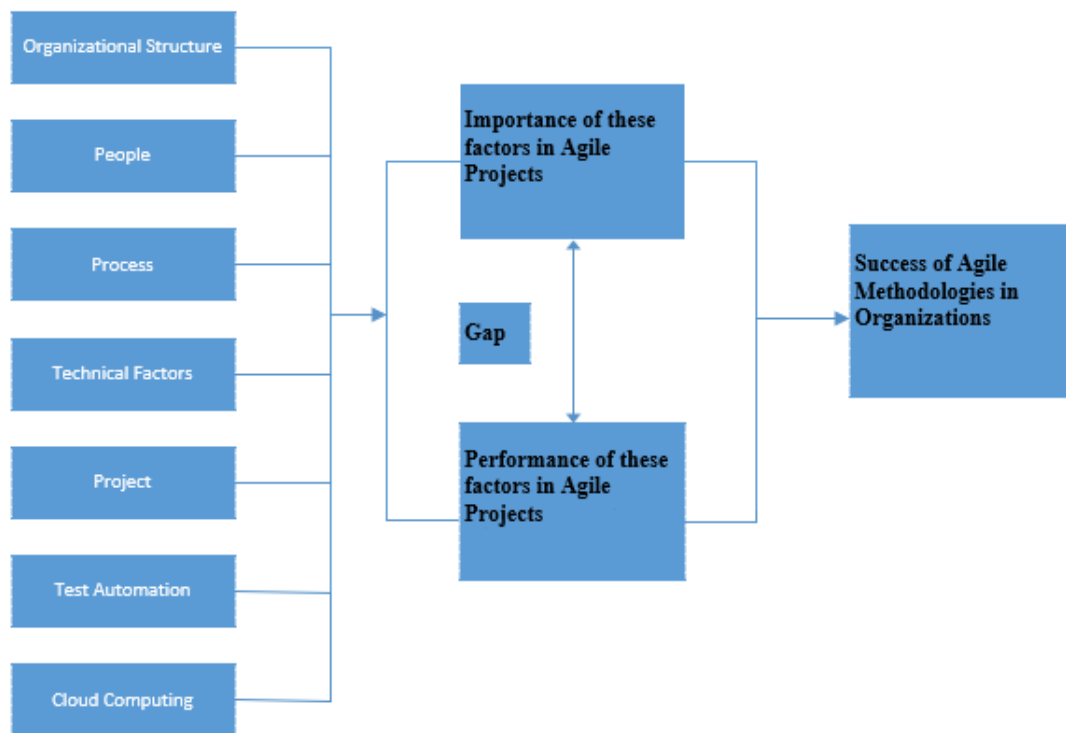 Organizational Structure
People
Process
Technical Factors
Project
Test Automation
Cloud Computing
Importance of these
factors in Agile
Projects
Gap
Performance of these
factors in Agile
Projects
Success of Agile
Methodologies in
Organizations